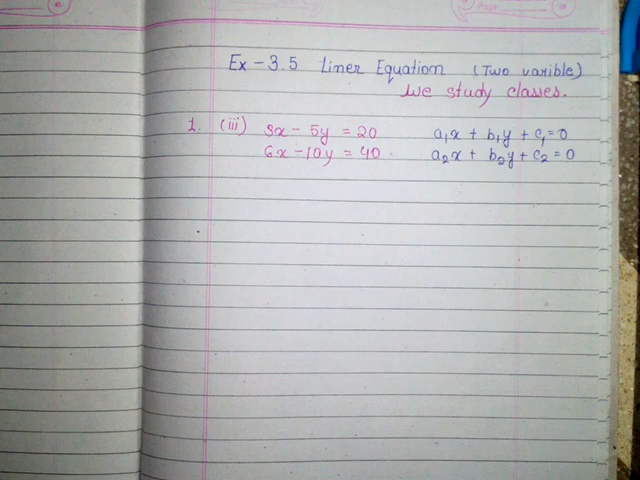 Page
Ex - 3.5 Liner Equation (Two varible)
We study classes.
1. (iii) 3x - 5y = 20 a₁x + b₁y + c₁ = 0
6x - 10y = 40. a₂x + b₂y + c₂ = 0